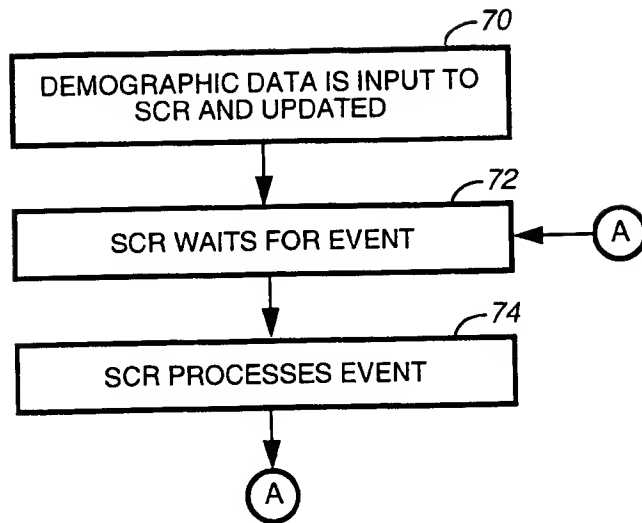 70
DEMOGRAPHIC DATA IS INPUT TO
SCR AND UPDATED
72
SCR WAITS FOR EVENT
A
74
SCR PROCESSES EVENT
A